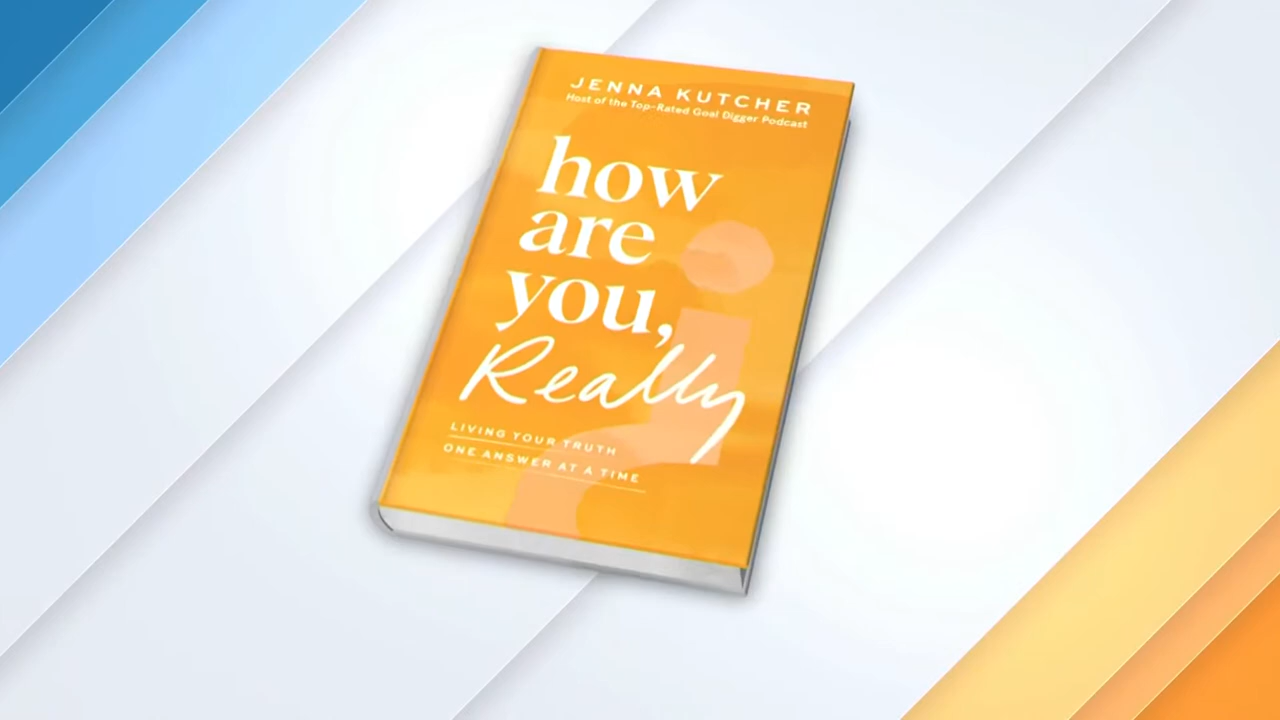 JENNA KUTCHER
Host of the Top-Rated Goal Digger Podcast
how
are
you,
Really
LIVING YOUR TRUTH
ONE ANSWER AT A TIME